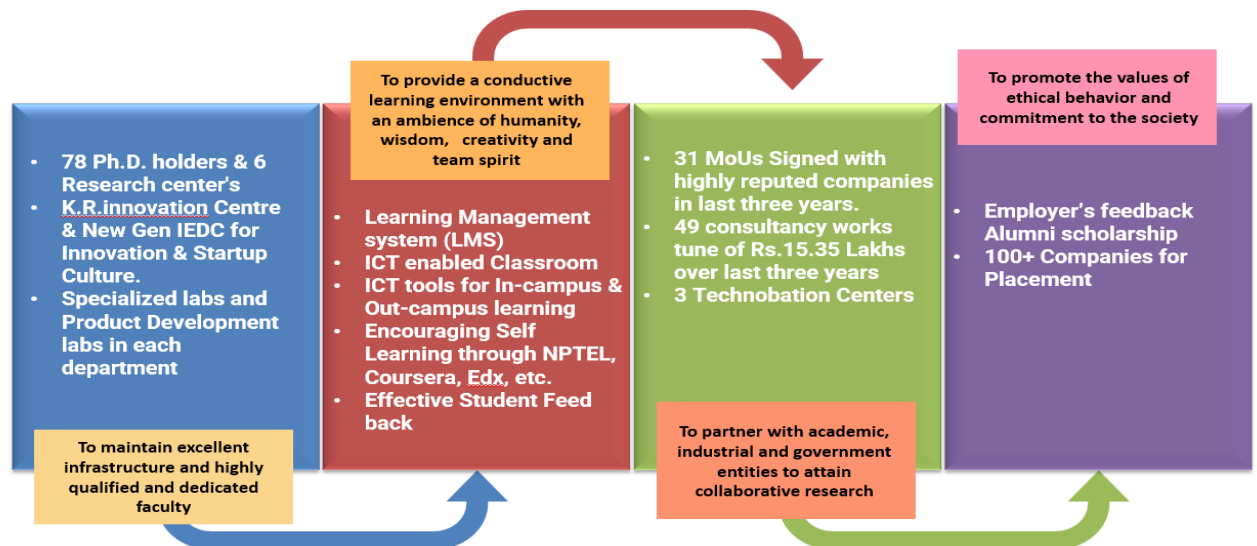 • 78 Ph.D. holders & 6
Research center's
• K.R.innovation Centre
& New Gen IEDC for
Innovation & Startup
Culture.
• Specialized labs and
Product Development
labs in each
department
To maintain excellent
infrastructure and highly
qualified and dedicated
faculty
To provide a conductive
learning environment with
an ambience of humanity,
wisdom, creativity and
team spirit
• Learning Management
system (LMS)
• ICT enabled Classroom
• ICT tools for In-campus &
Out-campus learning
• Encouraging Self
Learning through NPTEL,
Coursera, Edx, etc.
• Effective Student Feed
back
• 31 MoUs Signed with
highly reputed companies
in last three years.
• 49 consultancy works
tune of Rs.15.35 Lakhs
over last three years
• 3 Technobation Centers
To partner with academic,
industrial and government
entities to attain
collaborative research
To promote the values of
ethical behavior and
commitment to the society
• Employer's feedback
Alumni scholarship
• 100+ Companies for
Placement